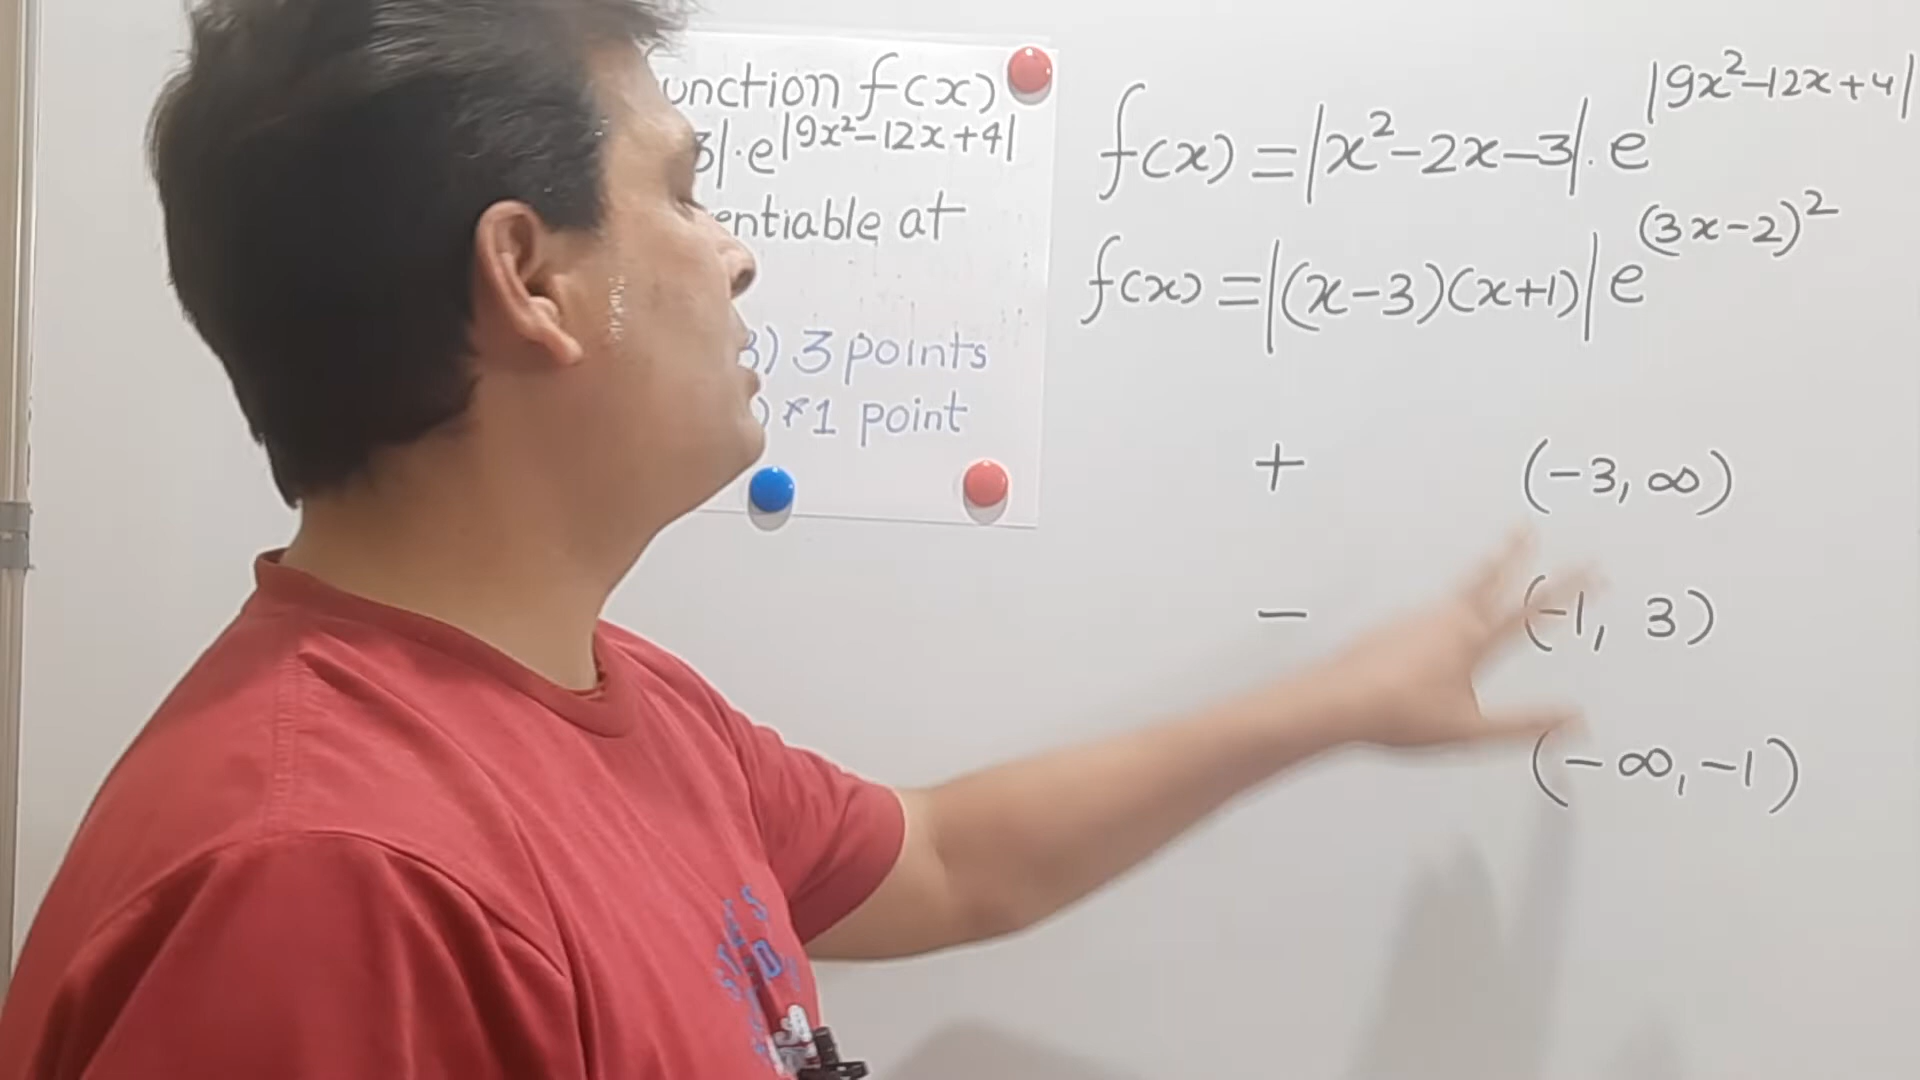 unction f(x)
3|·e^|9x²-12x+4|
entiable at
3) 3 points
) *1 point
f(x) = |x²-2x-3|. e^|9x²-12x+4|
f(x) = |(x-3)(x+1)| e^(3x-2)²
+ (-3, ∞)
- (-1, 3)
(-∞, -1)